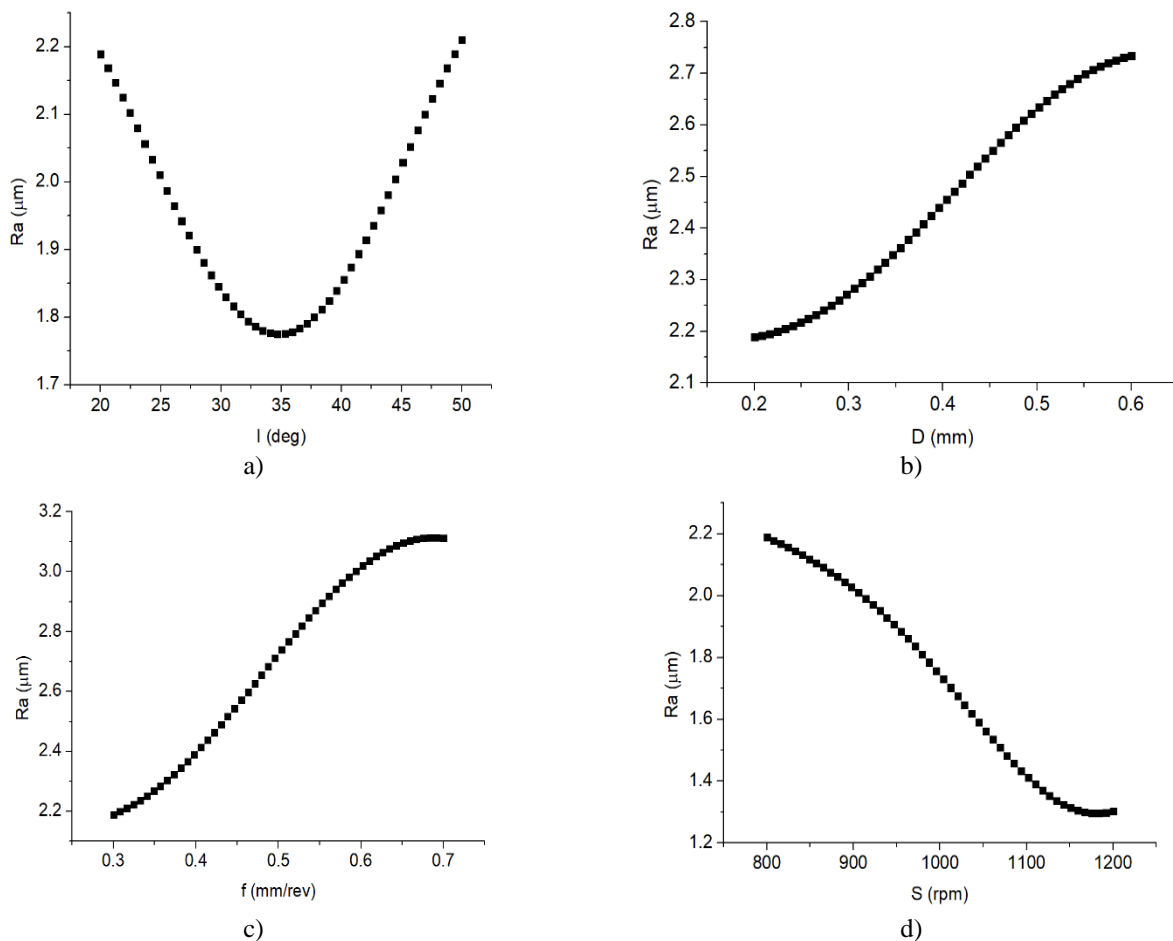 2.2
2.1
2.0
1.9
1.8
1.7
Ra (μm)
20 25 30 35 40 45 50
I (deg)
a)
2.8
2.7
2.6
2.5
2.4
2.3
2.2
2.1
Ra (μm)
0.2 0.3 0.4 0.5 0.6
D (mm)
b)
3.2
3.0
2.8
2.6
2.4
2.2
Ra (μm)
0.3 0.4 0.5 0.6 0.7
f (mm/rev)
c)
2.2
2.0
1.8
1.6
1.4
1.2
Ra (μm)
800 900 1000 1100 1200
S (rpm)
d)